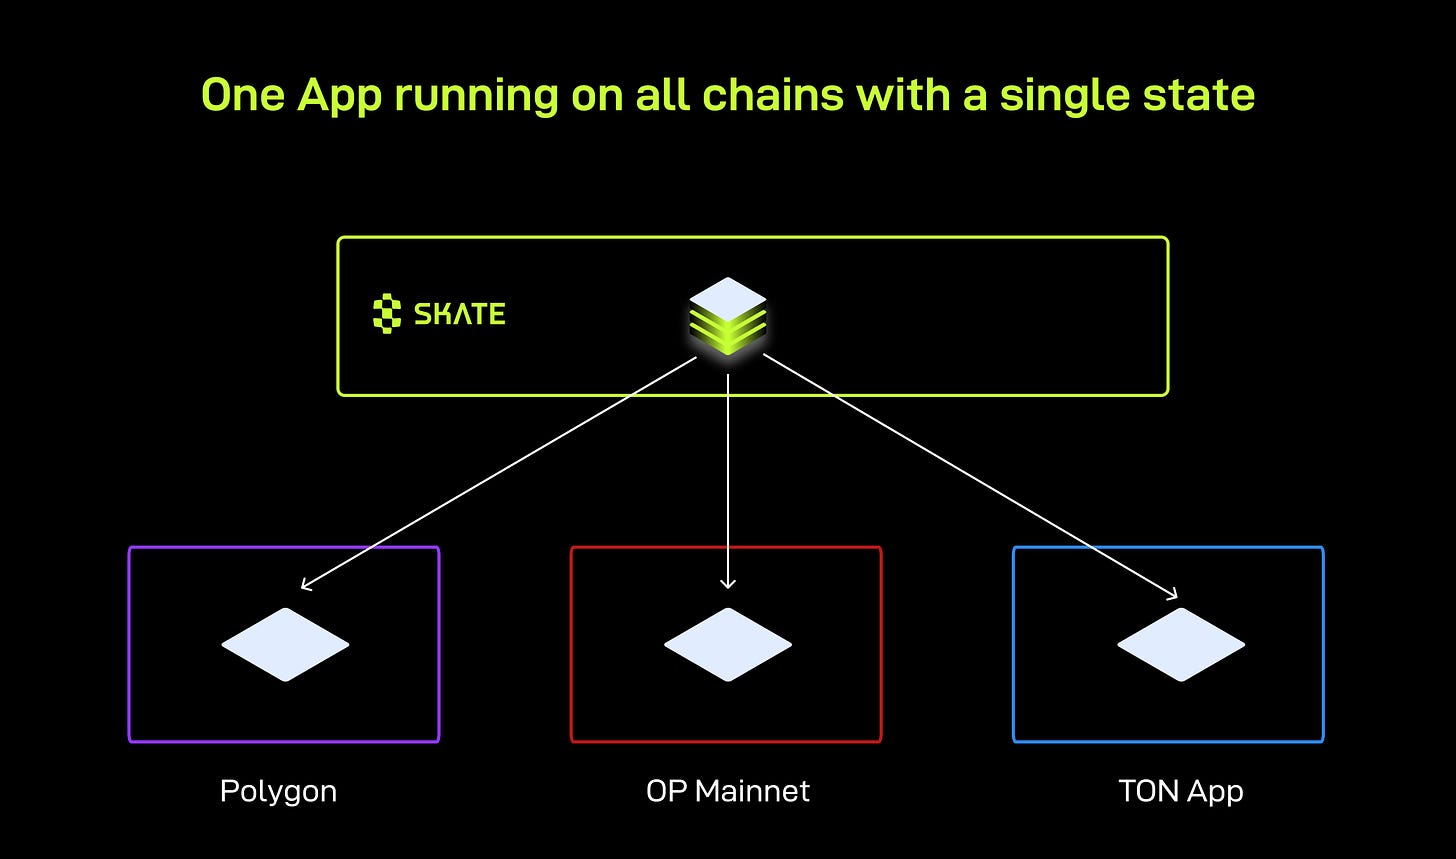 One App running on all chains with a single state
SKATE
Polygon
OP Mainnet
TON App